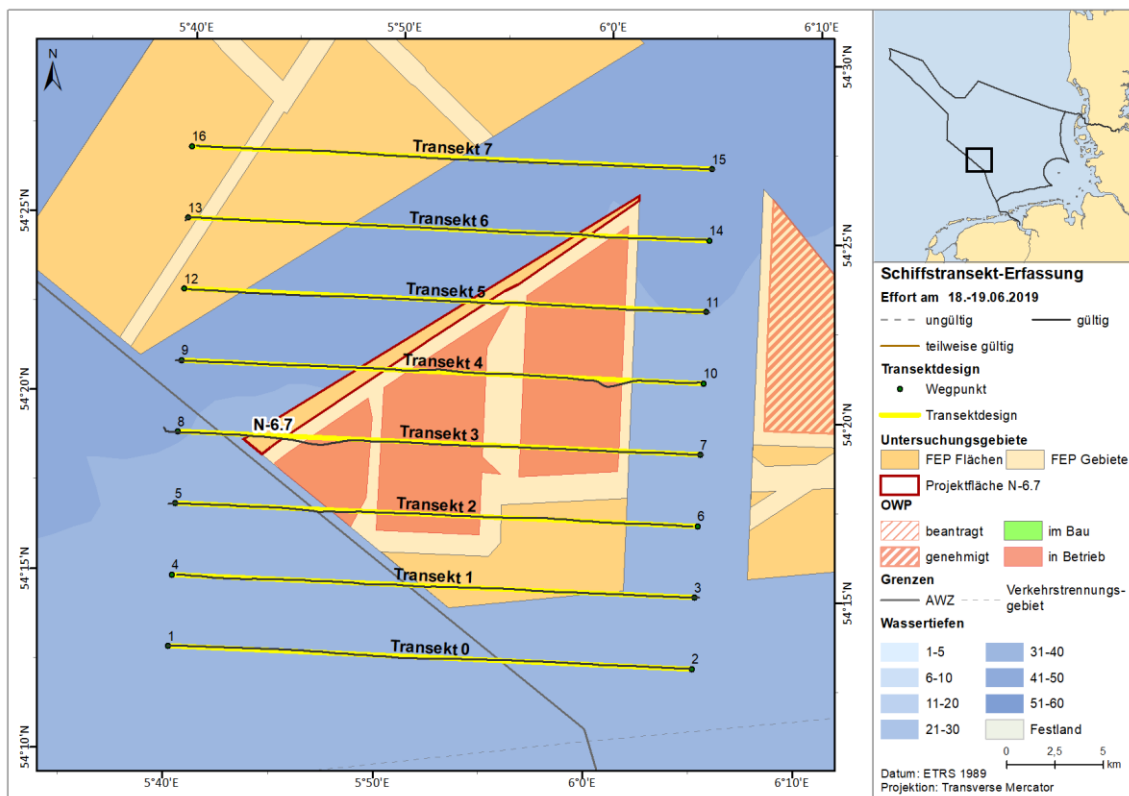 5°40'E
5°50'E
6°0'E
6°10'E
N
54°30'N
54°25'N
54°20'N
54°15'N
54°10'N
54°25'N
54°20'N
54°15'N
16
Transekt 7
15
13
Transekt 6
14
12
Transekt 5
11
9
Transekt 4
10
8
N-6.7
Transekt 3
7
5
Transekt 2
6
4
Transekt 1
3
1
Transekt 0
2
5°40'E
5°50'E
6°0'E
6°10'E
Schiffstransekt-Erfassung
Effort am 18.-19.06.2019
ungültig
gültig
teilweise gültig
Transektdesign
Wegpunkt
Transektdesign
Untersuchungsgebiete
FEP Flächen
FEP Gebiete
Projektfläche N-6.7
OWP
beantragt
im Bau
genehmigt
in Betrieb
Grenzen
AWZ
Verkehrstrennungs-
gebiet
Wassertiefen
1-5
31-40
6-10
41-50
11-20
51-60
21-30
Festland
0 2,5 5
km
Datum: ETRS 1989
Projektion: Transverse Mercator